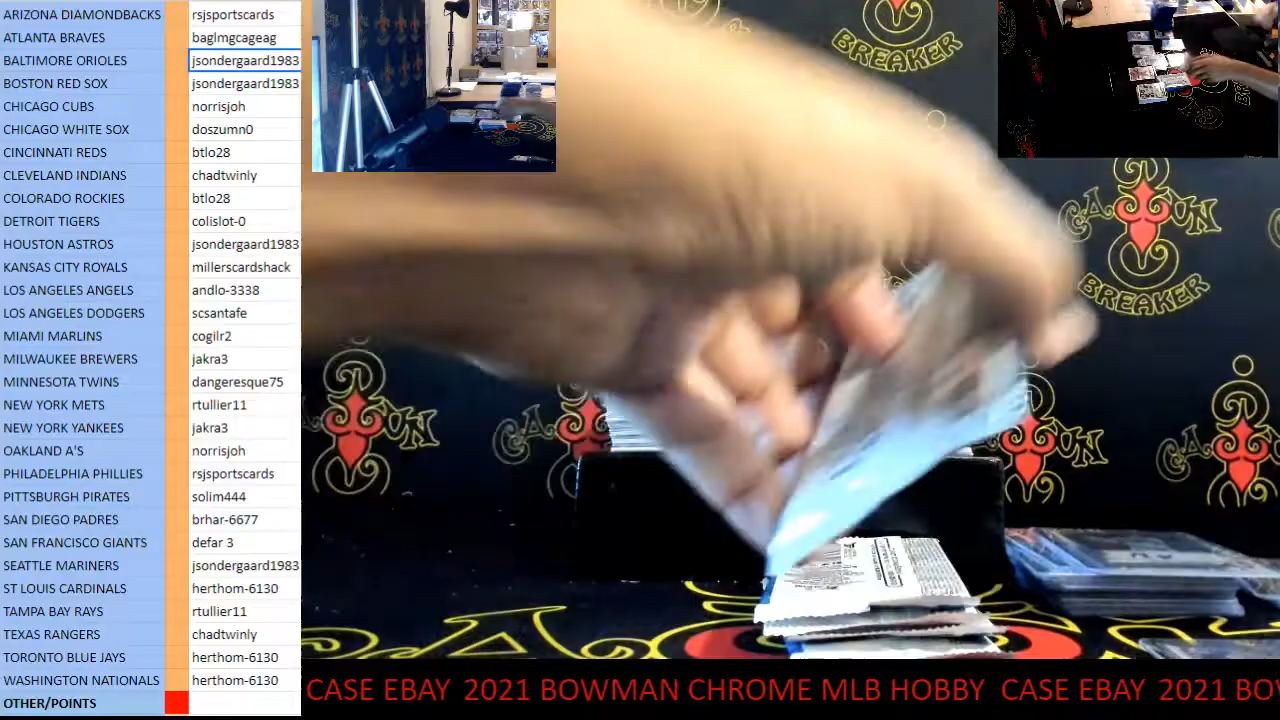 ARIZONA DIAMONDBACKS rsjsportscards
ATLANTA BRAVES baglmgcageag
BALTIMORE ORIOLES jsondergaard1983
BOSTON RED SOX jsondergaard1983
CHICAGO CUBS norrisjoh
CHICAGO WHITE SOX doszumn0
CINCINNATI REDS btlo28
CLEVELAND INDIANS chadtwinly
COLORADO ROCKIES btlo28
DETROIT TIGERS colislot-0
HOUSTON ASTROS jsondergaard1983
KANSAS CITY ROYALS millerscardshack
LOS ANGELES ANGELS andlo-3338
LOS ANGELES DODGERS scsantafe
MIAMI MARLINS cogilr2
MILWAUKEE BREWERS jakra3
MINNESOTA TWINS dangeresque75
NEW YORK METS rtullier11
NEW YORK YANKEES jakra3
OAKLAND A'S norrisjoh
PHILADELPHIA PHILLIES rsjsportscards
PITTSBURGH PIRATES solim444
SAN DIEGO PADRES brhar-6677
SAN FRANCISCO GIANTS defar 3
SEATTLE MARINERS jsondergaard1983
ST LOUIS CARDINALS herthom-6130
TAMPA BAY RAYS rtullier11
TEXAS RANGERS chadtwinly
TORONTO BLUE JAYS herthom-6130
WASHINGTON NATIONALS herthom-6130
OTHER/POINTS
BREAKER
CAJUN
BREAKER
CASE EBAY 2021 BOWMAN CHROME MLB HOBBY CASE EBAY 2021